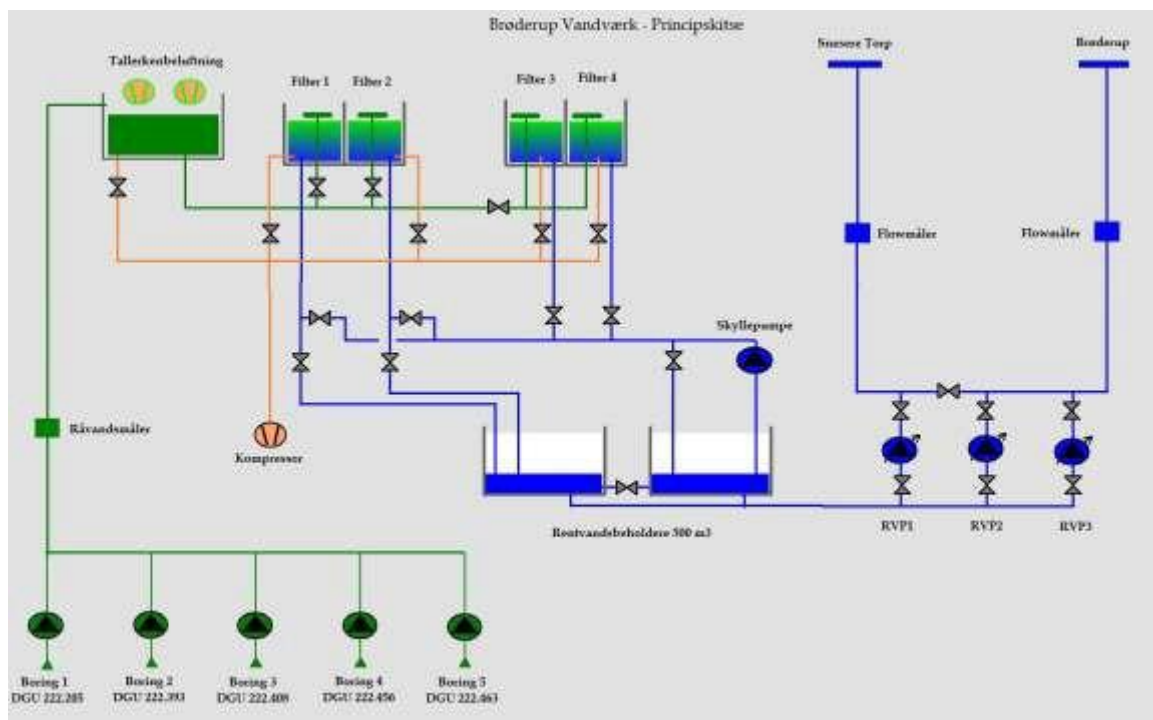 Brøderup Vandværk - Principskitse
Snesere Torp
Brøderup
Tallerkenbeluftning
Filter 1
Filter 2
Filter 3
Filter 4
Flowmåler
Flowmåler
Skyllepumpe
Råvandsmåler
Kompressor
Rentvandsbeholdere 500 m3
RVP1
RVP2
RVP3
Boring 1
DGU 222.285
Boring 2
DGU 222.393
Boring 3
DGU 222.408
Boring 4
DGU 222.456
Boring 5
DGU 222.463